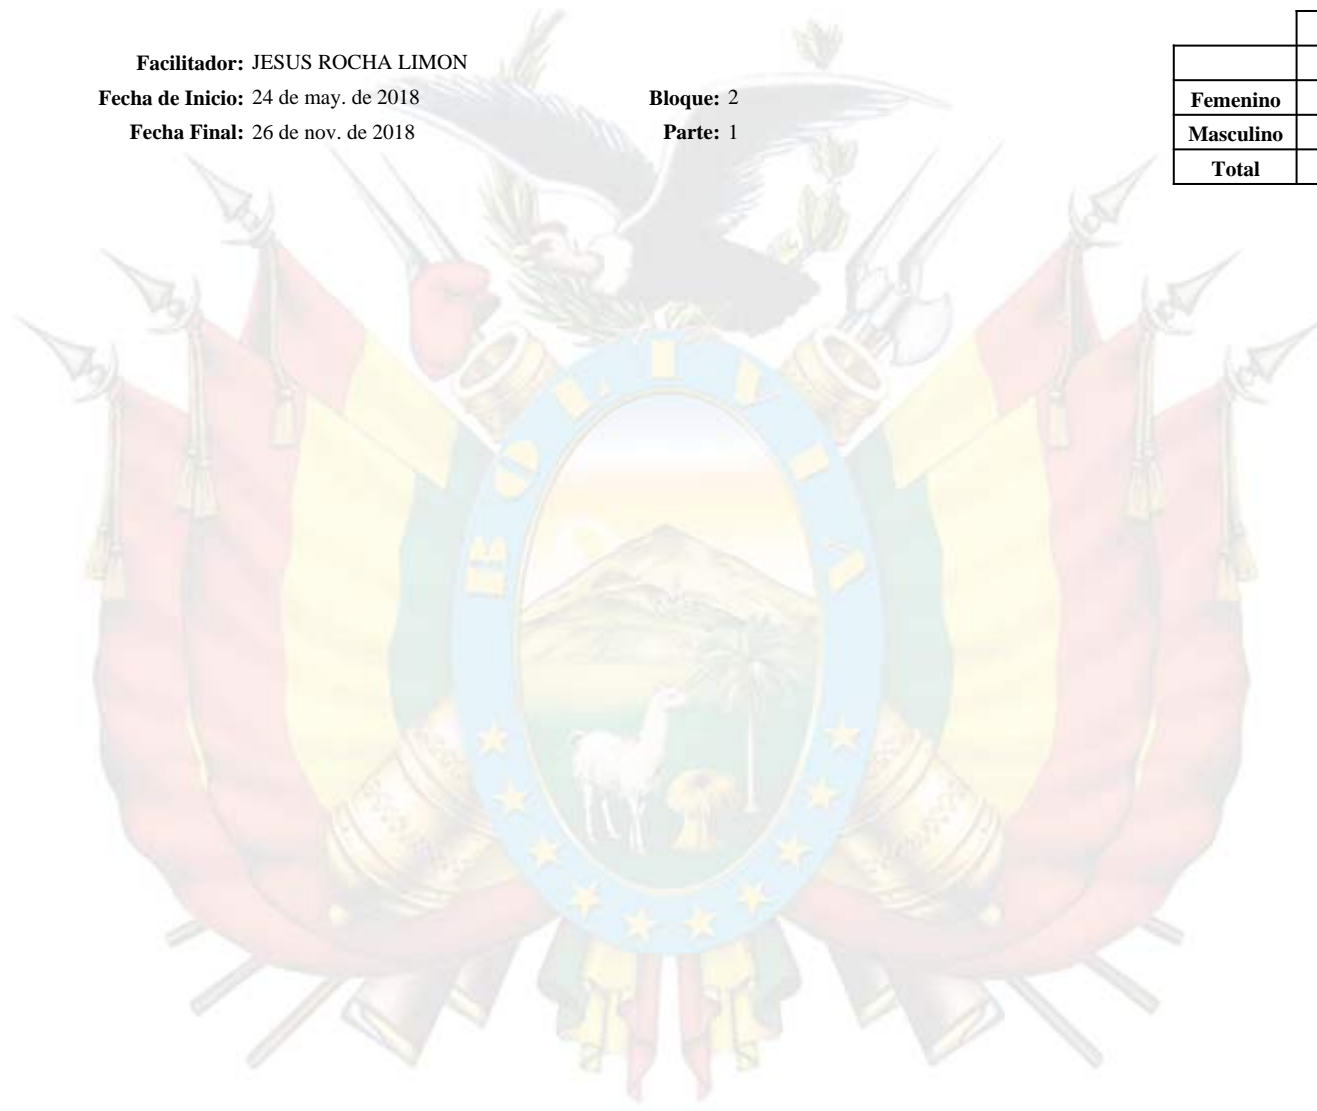 Facilitador: JESUS ROCHA LIMON
Fecha de Inicio: 24 de may. de 2018 Bloque: 2
Fecha Final: 26 de nov. de 2018 Parte: 1
Femenino
Masculino
Total
BOLIVIA